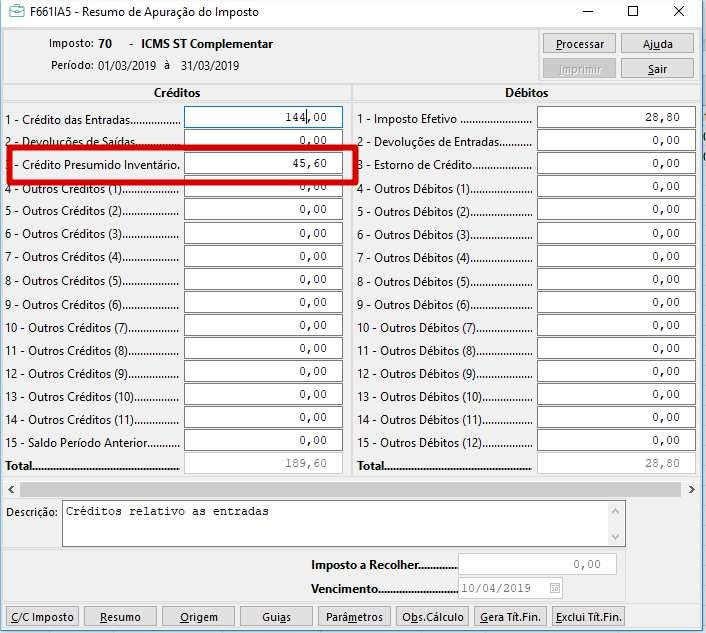 F661IA5 - Resumo de Apuração do Imposto
Imposto: 70 - ICMS ST Complementar
Período: 01/03/2019 à 31/03/2019
Processar Ajuda
Imprimir Sair
Créditos Débitos
1 - Crédito das Entradas................. 144,00 1 - Imposto Efetivo ................... 28,80
2 - Devoluções de Saídas 0,00 2 - Devoluções de Entradas......... 0,00
- Crédito Presumido Inventário. 45,60 3 - Estorno de Crédito................ 0,00
4 - Outros Créditos (1) 0,00 4 - Outros Débitos (1)................. 0,00
5 - Outros Créditos (2)................... 0,00 5 - Outros Débitos (2)................. 0,00
6 - Outros Créditos (3)................... 0,00 6 - Outros Débitos (3)................. 0,00
7 - Outros Créditos (4)................... 0,00 7 - Outros Débitos (4)................. 0,00
8 - Outros Créditos (5)................... 0,00 8 - Outros Débitos (5)................. 0,00
9 - Outros Créditos (6)................... 0,00 9 - Outros Débitos (6)................. 0,00
10 - Outros Créditos (7)................. 0,00 10 - Outros Débitos (7)............... 0,00
11 - Outros Créditos (8)................. 0,00 11 - Outros Débitos (8)............... 0,00
12 - Outros Créditos (9)................. 0,00 12 - Outros Débitos (9)............... 0,00
13 - Outros Créditos (10)............... 0,00 13 - Outros Débitos (10)............. 0,00
14 - Outros Créditos (11)............... 0,00 14 - Outros Débitos (11)............. 0,00
15 - Saldo Período Anterior........... 0,00 15 - Outros Débitos (12)............. 0,00
Total................................................. 189,60 Total............................................. 28,80
Descrição: Créditos relativo as entradas
Imposto a Recolher............. 0,00
Vencimento......................... 10/04/2019
C/C Imposto Resumo Origem Guias Parâmetros Obs.Cálculo Gera Tít.Fin. Exclui Tít.Fin.